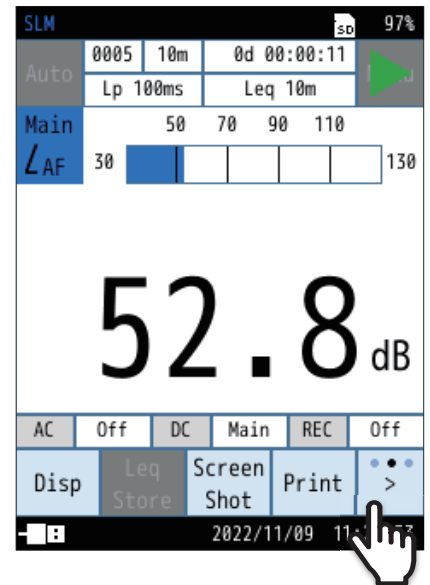 SLM SD 97%
0005 10m 0d 00:00:11
Auto
Lp 100ms Leq 10m
Main 50 70 90 110
LAF 30 130
52.8 dB
AC Off DC Main REC Off
Disp Leq Store Screen Shot Print >
2022/11/09